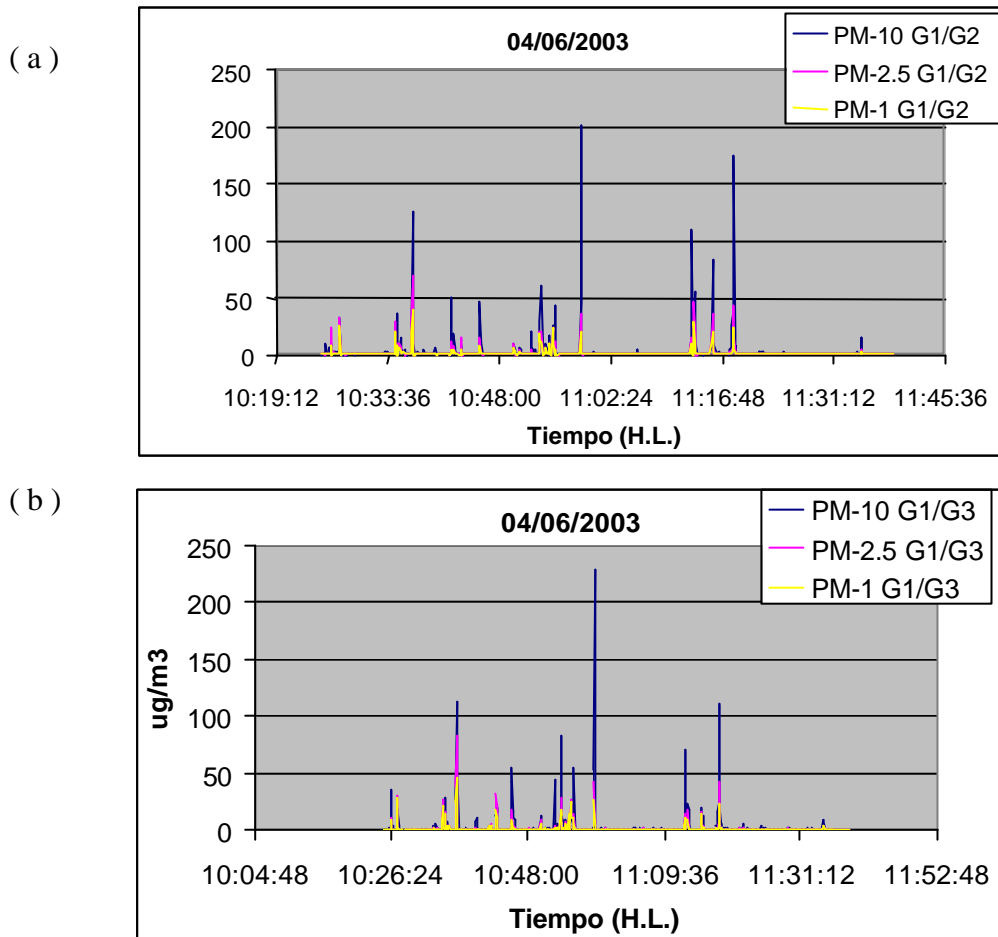 ( a )
04/06/2003
PM-10 G1/G2
PM-2.5 G1/G2
PM-1 G1/G2
250
200
150
100
50
0
10:19:12 10:33:36 10:48:00 11:02:24 11:16:48 11:31:12 11:45:36
Tiempo (H.L.)
( b )
04/06/2003
PM-10 G1/G3
PM-2.5 G1/G3
PM-1 G1/G3
ug/m3
250
200
150
100
50
0
10:04:48 10:26:24 10:48:00 11:09:36 11:31:12 11:52:48
Tiempo (H.L.)